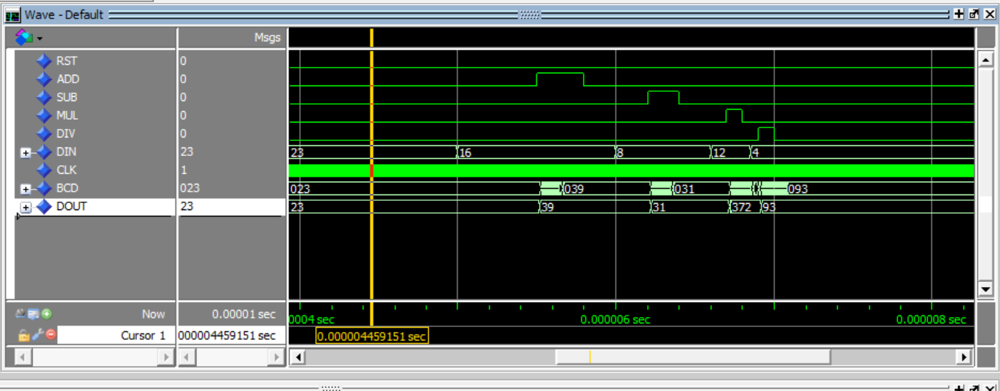 Wave - Default
Msgs
RST 0
ADD 0
SUB 0
MUL 0
DIV 0
DIN 23 23 16 8 12 4
CLK 1
BCD 023 023 039 031 093
DOUT 23 23 39 31 372 93
Now 0.00001 sec 0004 sec 0.000006 sec 0.000008 sec
Cursor 1 000004459151 sec 0.000004459151 sec